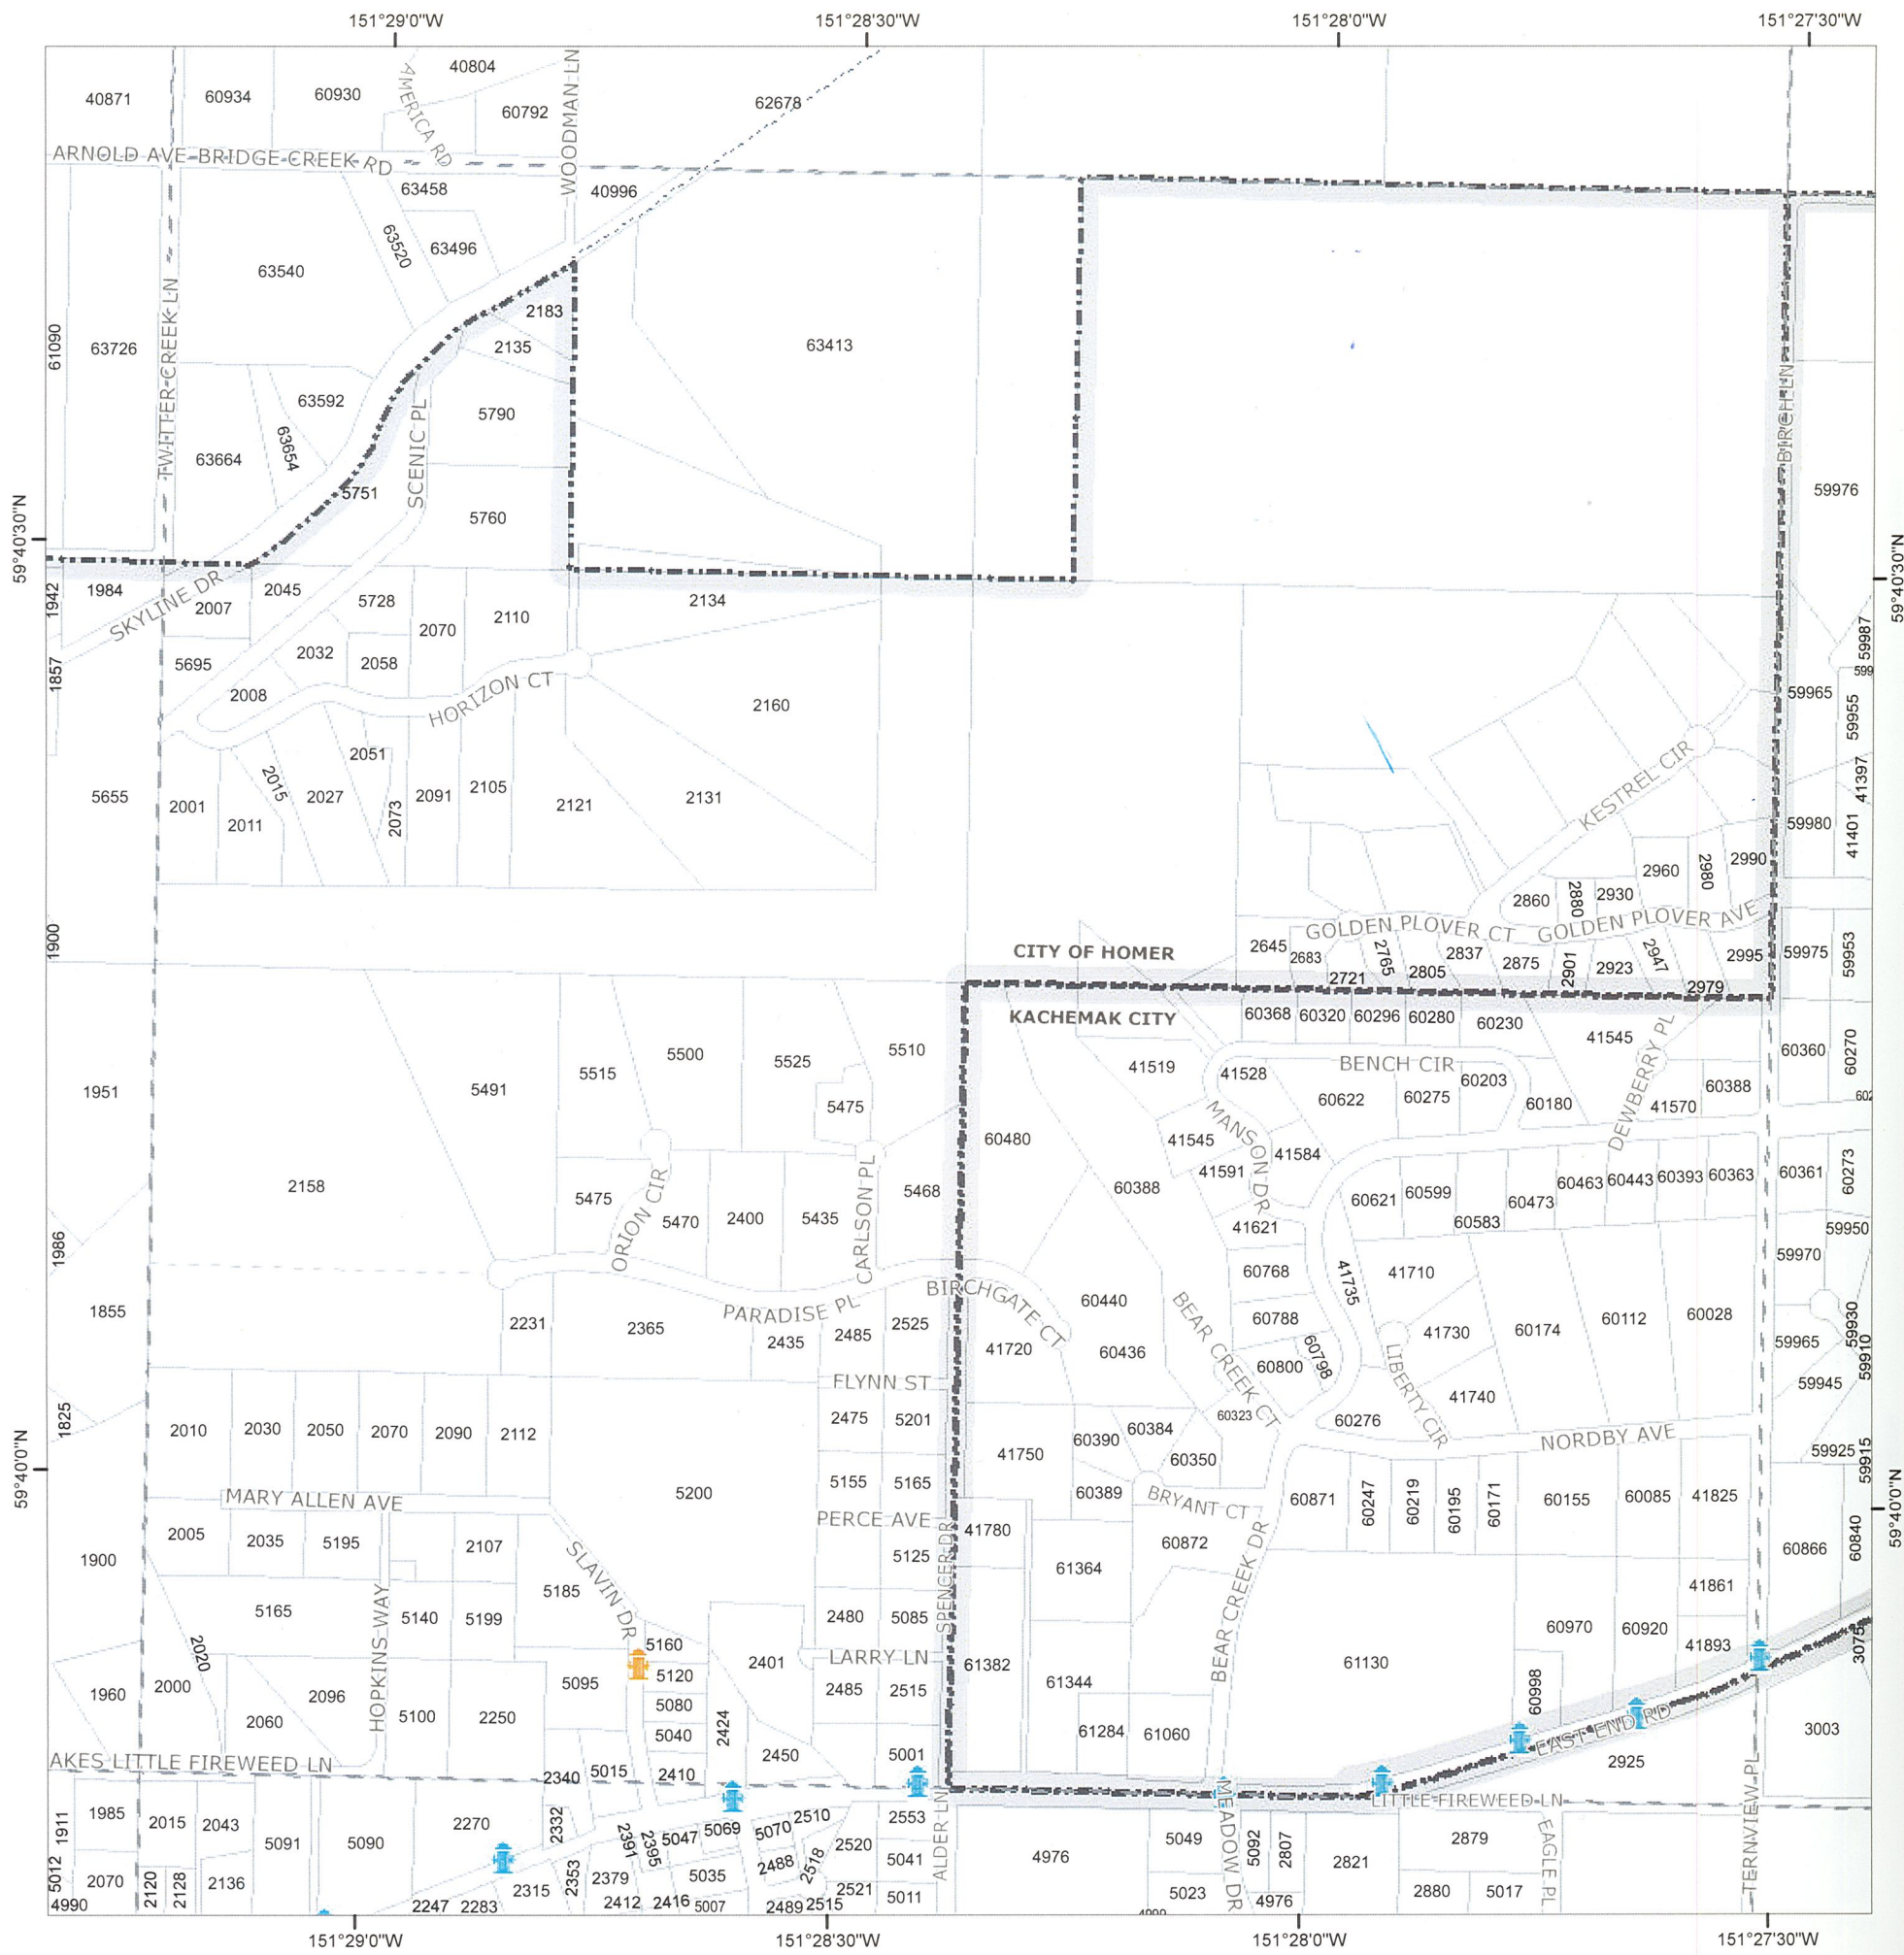 151°29'0"W 151°28'30"W 151°28'0"W 151°27'30"W
40804
40871 60934 60930 AMERICA RD 60792 WOODMAN LN 62678
ARNOLD AVE BRIDGE CREEK RD
63458 40996
63520 63496
63540
2183
61090 63726 TWITTER CREEK LN 2135 63413
63592 SCENIC PL 5790 BIRCH LN
63664 63654 5751 5760 59976
59°40'30"N 59°40'30"N
1942 1984 SKYLINE DR 2007 2045 5728 2070 2110 2134
1857 5695 2032 2058 59987
2008 HORIZON CT 2160 59965 599
59955
2051 KESTREL CIR 41397
5655 2001 2011 2015 2027 2073 2091 2105 2121 2131 59980 41401
2960 2980 2990
2860 2880 2930
1900 GOLDEN PLOVER CT GOLDEN PLOVER AVE
CITY OF HOMER 2645 2683 2721 2765 2805 2837 2875 2901 2923 2947 2979 2995 59975 59953
KACHEMAK CITY 60368 60320 60296 60280 60230 41545 DEWBERRY PL 60360 60270
5491 5515 5500 5525 5510 41519 41528 BENCH CIR 60203
1951 5475 60622 60275 60180 41570 60388 602
60480 41545 MANSON DR 41584
2158 5475 ORION CIR 5470 2400 5435 CARLSON PL 5468 60388 41591 60621 60599 60583 60473 60463 60443 60393 60363 60361 60273
1986 41621 59950
60768 41735 41710 59970
1855 2231 2365 PARADISE PL 2435 2485 2525 BIRCHGATE CT 60440 BEAR CREEK CT 60788 41730 60174 60112 60028 59965 59930
41720 60436 60800 60798 LIBERTY CIR 59910
FLYNN ST 41740 59945
1825 2010 2030 2050 2070 2090 2112 2475 5201 60384 60323 60276
59°40'0"N 41750 60390 60350 NORDBY AVE 59925 59915
MARY ALLEN AVE 5200 5155 5165 60389 BRYANT CT 60871 60247 60219 60195 60171 60155 60085 41825 59°40'0"N
2005 2035 5195 2107 PERCE AVE 41780 60872
1900 SLAVIN DR 5125 SPENCER DR 61364 60866 60840
5165 HOPKINS WAY 5140 5199 5185 2480 5085 BEAR CREEK DR 41861
2020 5160 LARRY LN 60970 60920 41893 3075
1960 2000 2096 5095 5120 2401 2485 2515 61382 61344 61130 60998
2060 5100 2250 5080 5040 2424 61284 61060 EAST END RD 3003
AKES LITTLE FIREWEED LN 2340 5015 2410 2450 5001 2925
LITTLE FIREWEED LN
1911 1985 2015 2043 5091 5090 2270 2332 2391 2395 5047 5069 5070 2510 2553 ALDER LN 5049 MEADOW DR 5092 2807 2879 EAGLE PL TERNVIEW PL
5012 2070 2120 2128 2136 2353 2379 5035 2488 2518 2520 5041 4976 2821
4990 2247 2283 2315 2412 2416 5007 2489 2515 2521 5011 5023 4976 2880 5017
151°29'0"W 151°28'30"W 151°28'0"W 151°27'30"W